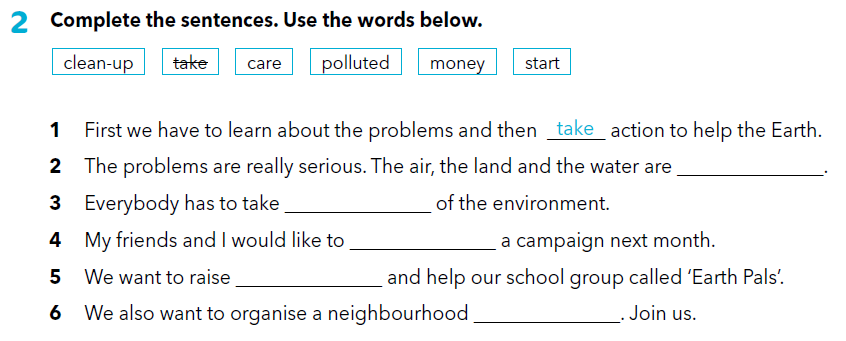 2 Complete the sentences. Use the words below.
clean-up take care polluted money start
1 First we have to learn about the problems and then take action to help the Earth.
2 The problems are really serious. The air, the land and the water are ______________.
3 Everybody has to take ______________ of the environment.
4 My friends and I would like to ______________ a campaign next month.
5 We want to raise ______________ and help our school group called ‘Earth Pals’.
6 We also want to organise a neighbourhood ______________. Join us.